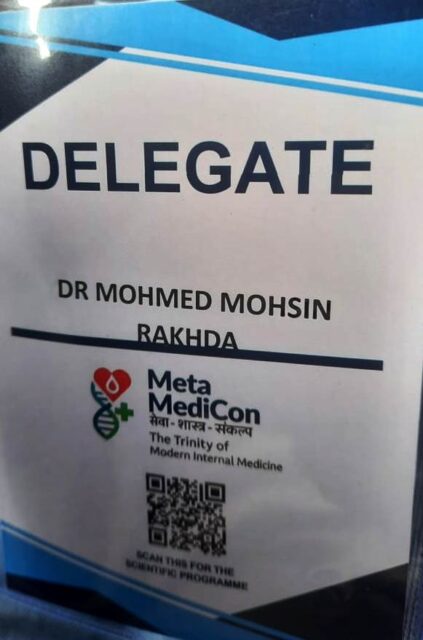 DELEGATE
DR MOHMED MOHSIN
RAKHDA
Meta
MediCon
सेवा - शास्त्र - संकल्प
The Trinity of
Modern Internal Medicine
SCAN THIS FOR THE
SCIENTIFIC PROGRAMME